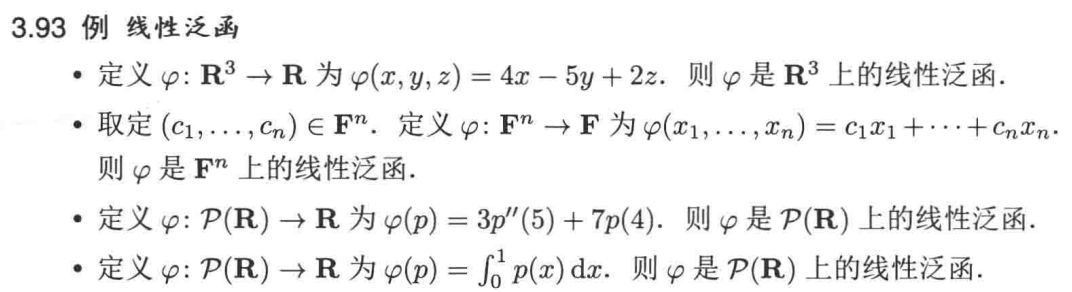 3.93 例 线性泛函
• 定义 φ: R³ → R 为 φ(x, y, z) = 4x − 5y + 2z. 则 φ 是 R³ 上的线性泛函.
• 取定 (c₁, …, cₙ) ∈ Fⁿ. 定义 φ: Fⁿ → F 为 φ(x₁, …, xₙ) = c₁x₁ + ⋯ + cₙxₙ.
则 φ 是 Fⁿ 上的线性泛函.
• 定义 φ: 𝒫(R) → R 为 φ(p) = 3p″(5) + 7p(4). 则 φ 是 𝒫(R) 上的线性泛函.
• 定义 φ: 𝒫(R) → R 为 φ(p) = ∫₀¹ p(x) dx. 则 φ 是 𝒫(R) 上的线性泛函.